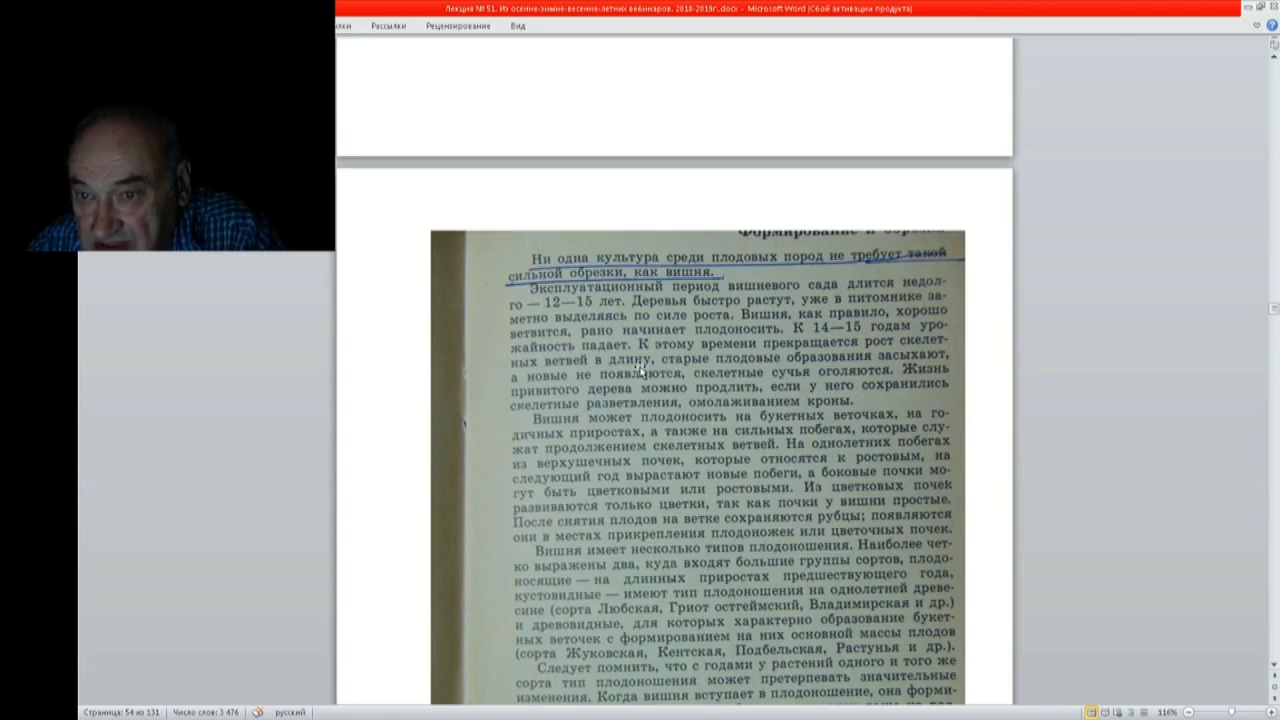 Лекция №51. Из осенне-зимне-весенне-летних вебинаров. 2018-2019г..docx - Microsoft Word (Сбой активации продукта)
лки Рассылки Рецензирование Вид
Формирование и
Ни одна культура среди плодовых пород не требует такой
сильной обрезки, как вишня.
Эксплуатационный период вишневого сада длится недол-
го — 12—15 лет. Деревья быстро растут, уже в питомнике за-
метно выделяясь по силе роста. Вишня, как правило, хорошо
ветвится, рано начинает плодоносить. К 14—15 годам уро-
жайность падает. К этому времени прекращается рост скелет-
ных ветвей в длину, старые плодовые образования засыхают,
а новые не появляются, скелетные сучья оголяются. Жизнь
привитого дерева можно продлить, если у него сохранились
скелетные разветвления, омолаживанием кроны.
Вишня может плодоносить на букетных веточках, на го-
дичных приростах, а также на сильных побегах, которые слу-
жат продолжением скелетных ветвей. На однолетних побегах
из верхушечных почек, которые относятся к ростовым, на
следующий год вырастают новые побеги, а боковые почки мо-
гут быть цветковыми или ростовыми. Из цветковых почек
развиваются только цветки, так как почки у вишни простые.
После снятия плодов на ветке сохраняются рубцы; появляются
они в местах прикрепления плодоножек или цветочных почек.
Вишня имеет несколько типов плодоношения. Наиболее чет-
ко выражены два, куда входят большие группы сортов, плодо-
носящие — на длинных приростах предшествующего года,
кустовидные — имеют тип плодоношения на однолетней древе-
сине (сорта Любская, Гриот остгеймский, Владимирская и др.)
и древовидные, для которых характерно образование букет-
ных веточек с формированием на них основной массы плодов
(сорта Жуковская, Кентская, Подбельская, Растунья и др.).
Следует помнить, что с годами у растений одного и того же
сорта тип плодоношения может претерпевать значительные
изменения. Когда вишня вступает в плодоношение, она форми-
Страница: 54 из 131 Число слов: 3 476 русский 116%